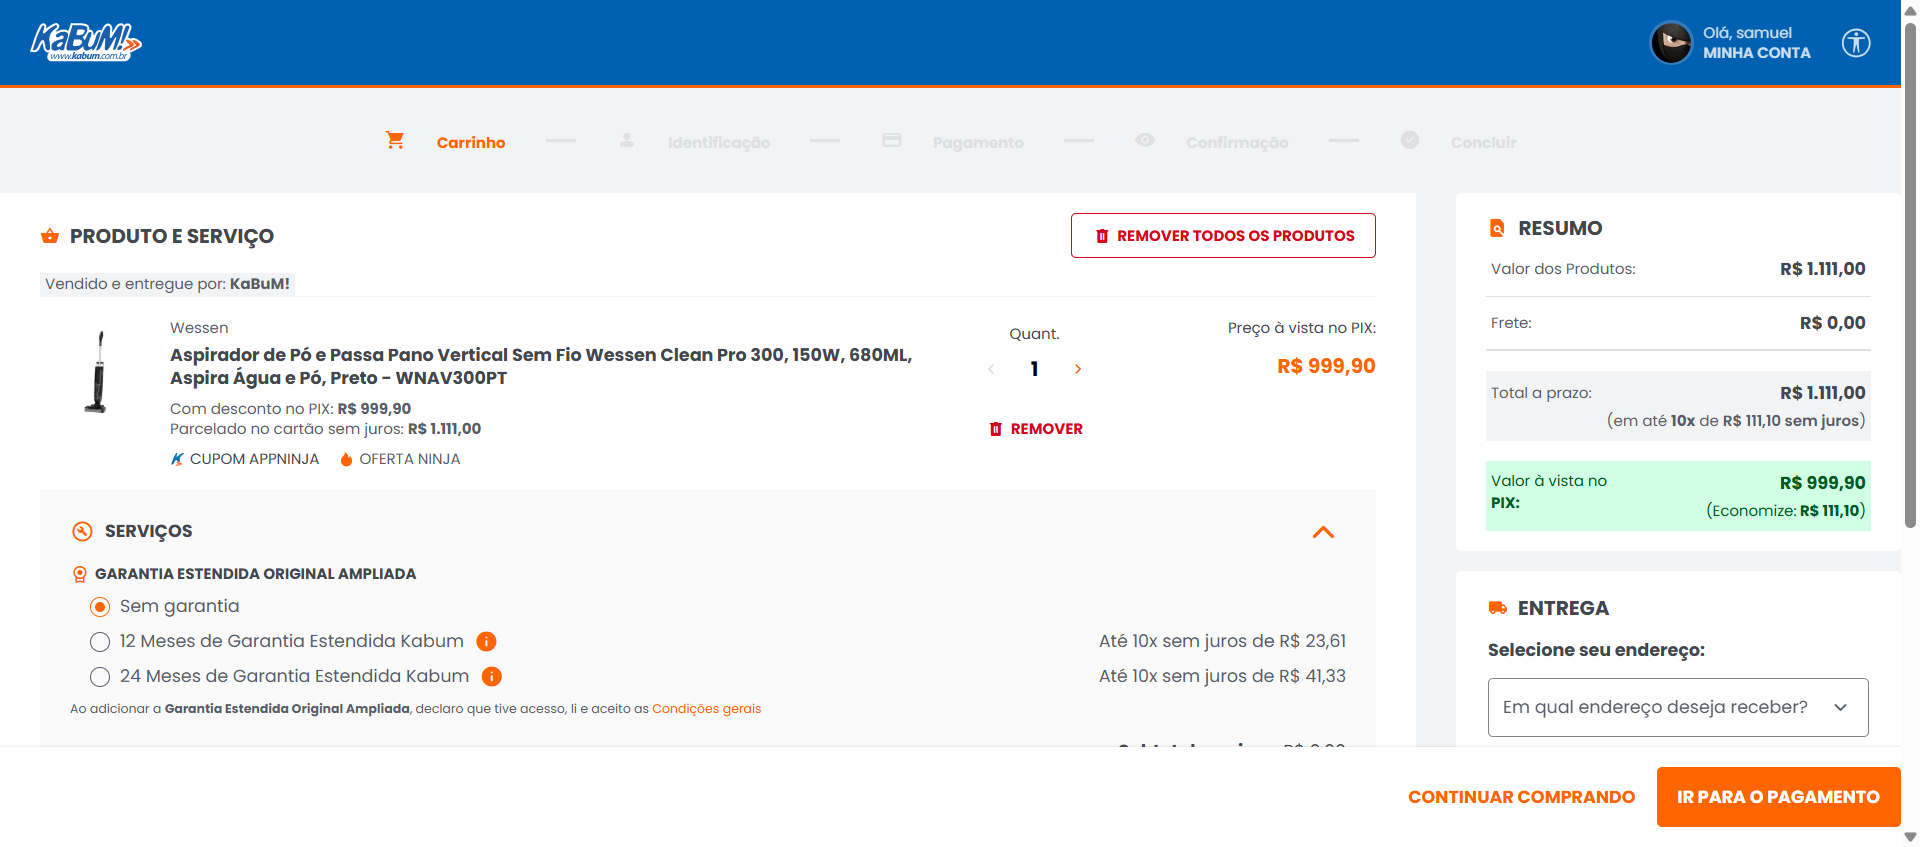 KaBuM!
www.kabum.com.br
Olá, samuel
MINHA CONTA
Carrinho
Identificação
Pagamento
Confirmação
Concluir
PRODUTO E SERVIÇO
REMOVER TODOS OS PRODUTOS
Vendido e entregue por: KaBuM!
Wessen
Aspirador de Pó e Passa Pano Vertical Sem Fio Wessen Clean Pro 300, 150W, 680ML,
Aspira Água e Pó, Preto - WNAV300PT
Com desconto no PIX: R$ 999,90
Parcelado no cartão sem juros: R$ 1.111,00
CUPOM APPNINJA
OFERTA NINJA
Quant.
1
REMOVER
Preço à vista no PIX:
R$ 999,90
SERVIÇOS
GARANTIA ESTENDIDA ORIGINAL AMPLIADA
Sem garantia
12 Meses de Garantia Estendida Kabum
Até 10x sem juros de R$ 23,61
24 Meses de Garantia Estendida Kabum
Até 10x sem juros de R$ 41,33
Ao adicionar a Garantia Estendida Original Ampliada, declaro que tive acesso, li e aceito as Condições gerais
RESUMO
Valor dos Produtos:
R$ 1.111,00
Frete:
R$ 0,00
Total a prazo:
R$ 1.111,00
(em até 10x de R$ 111,10 sem juros)
Valor à vista no
PIX:
R$ 999,90
(Economize: R$ 111,10)
ENTREGA
Selecione seu endereço:
Em qual endereço deseja receber?
CONTINUAR COMPRANDO
IR PARA O PAGAMENTO